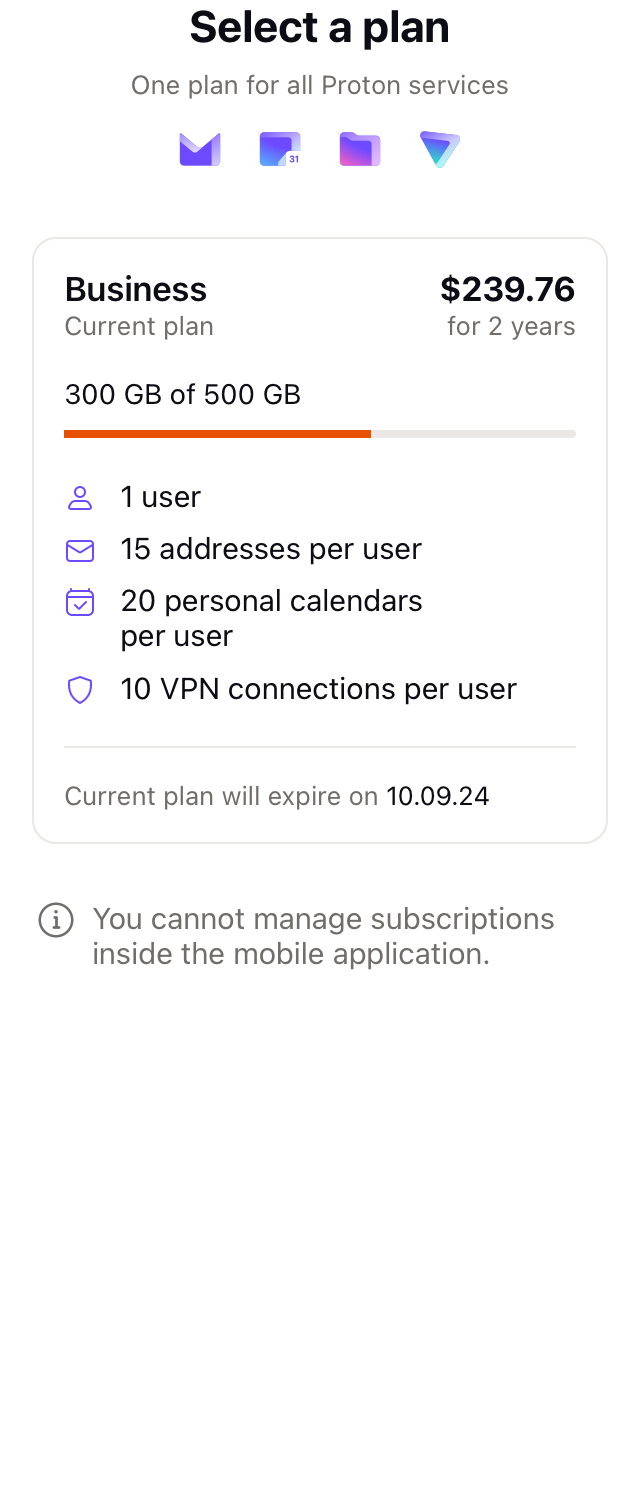 Select a plan
One plan for all Proton services
31
Business
$239.76
Current plan
for 2 years
300 GB of 500 GB
1 user
15 addresses per user
20 personal calendars
per user
10 VPN connections per user
Current plan will expire on 10.09.24
You cannot manage subscriptions
inside the mobile application.